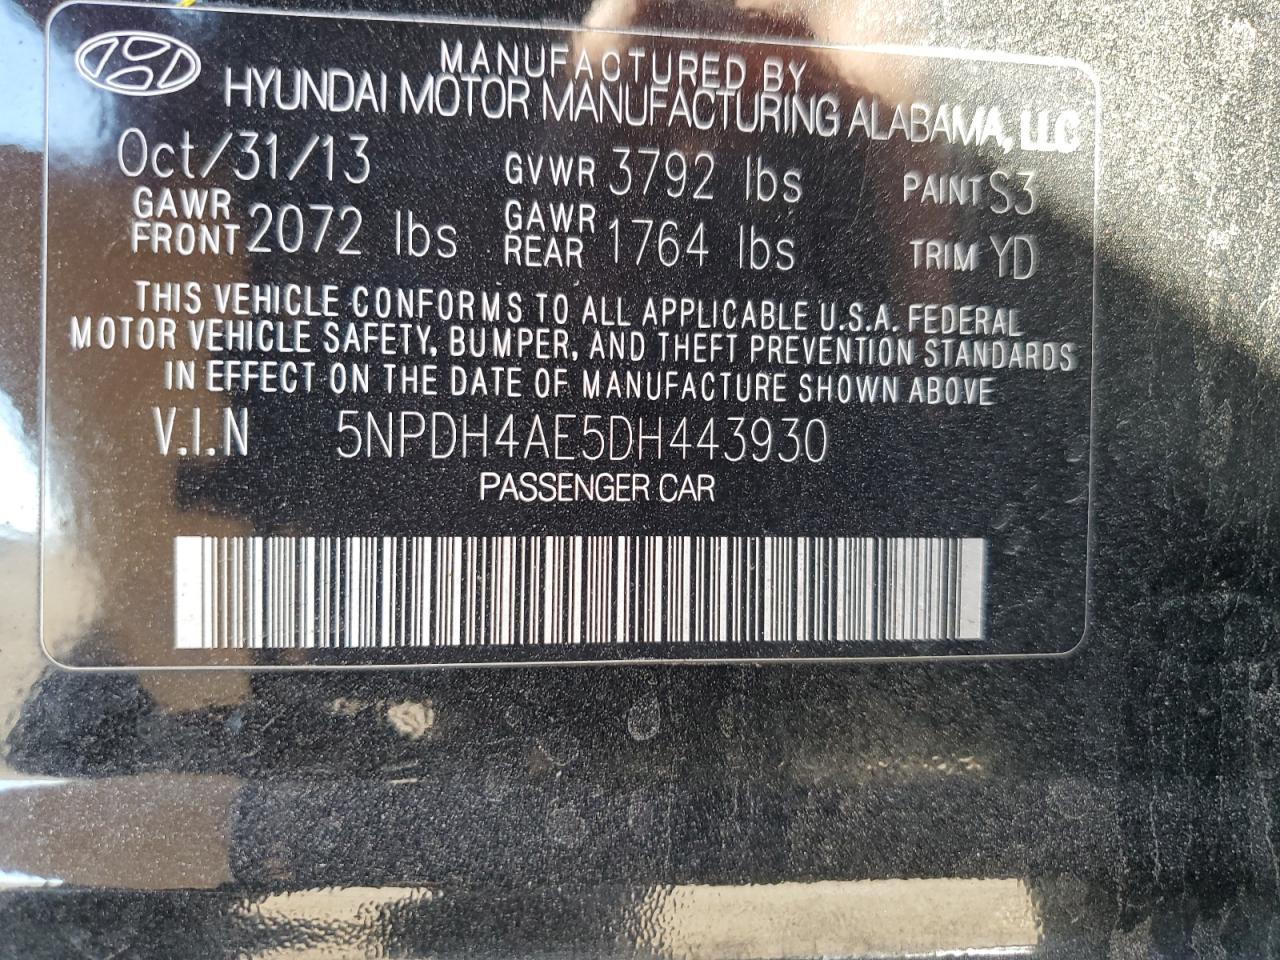 MANUFACTURED BY
HYUNDAI MOTOR MANUFACTURING ALABAMA, LLC
Oct/31/13 GVWR 3792 lbs PAINT S3
GAWR FRONT 2072 lbs GAWR REAR 1764 lbs TRIM YD
THIS VEHICLE CONFORMS TO ALL APPLICABLE U.S.A. FEDERAL
MOTOR VEHICLE SAFETY, BUMPER, AND THEFT PREVENTION STANDARDS
IN EFFECT ON THE DATE OF MANUFACTURE SHOWN ABOVE
V.I.N 5NPDH4AE5DH443930
PASSENGER CAR